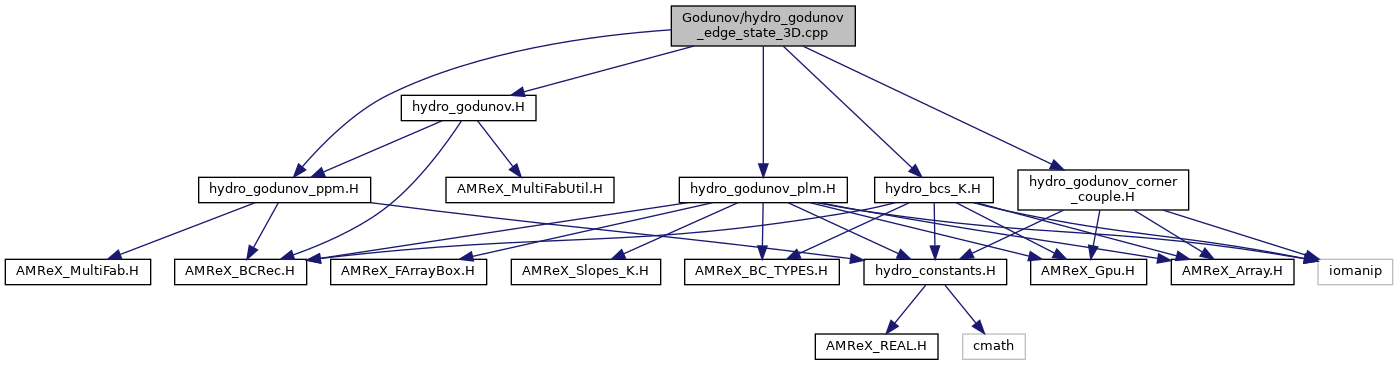 Godunov/hydro_godunov
_edge_state_3D.cpp
hydro_godunov.H
hydro_godunov_ppm.H
AMReX_MultiFabUtil.H
hydro_godunov_plm.H
hydro_bcs_K.H
hydro_godunov_corner
_couple.H
AMReX_MultiFab.H
AMReX_BCRec.H
AMReX_FArrayBox.H
AMReX_Slopes_K.H
AMReX_BC_TYPES.H
hydro_constants.H
AMReX_Gpu.H
AMReX_Array.H
iomanip
AMReX_REAL.H
cmath